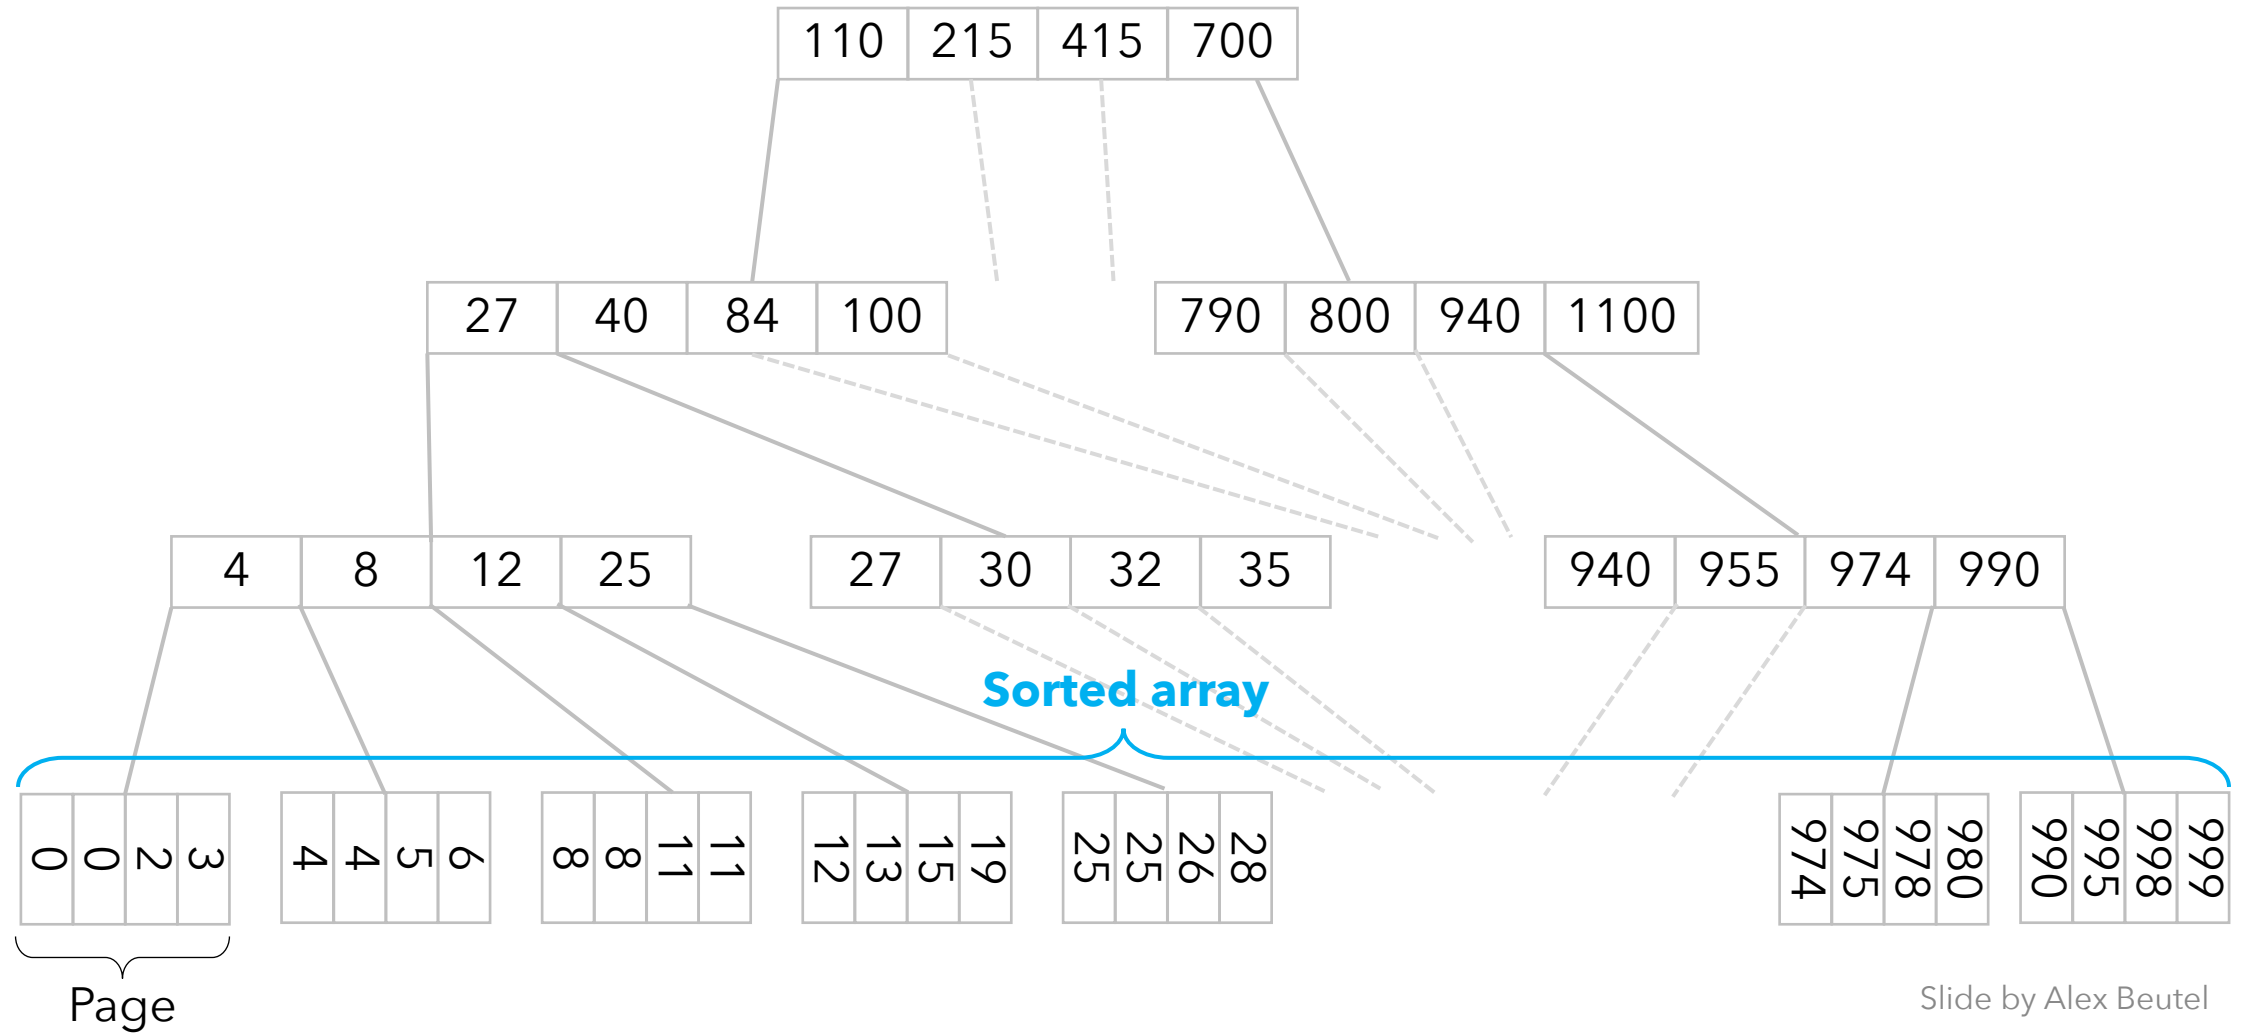 110 215 415 700
27 40 84 100 790 800 940 1100
4 8 12 25 27 30 32 35 940 955 974 990
Sorted array
0 0 2 3 4 4 5 6 8 8 11 11 12 13 15 19 25 25 26 28 974 975 978 980 990 995 998 999
Page
Slide by Alex Beutel